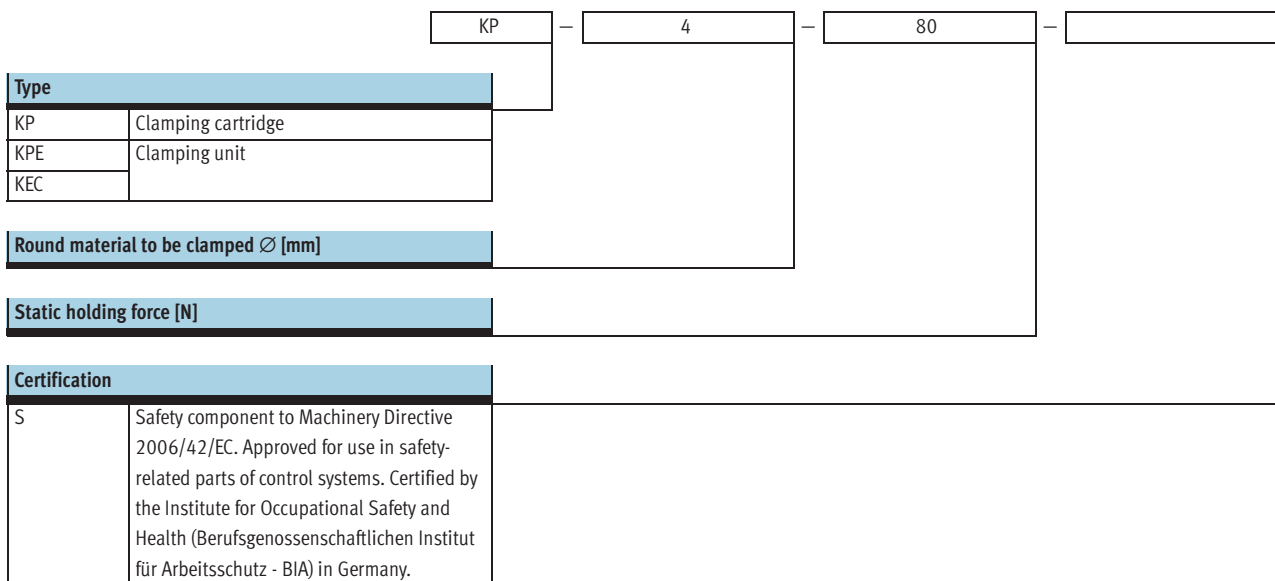 KP – 4 – 80 –
Type
KP Clamping cartridge
KPE Clamping unit
KEC
Round material to be clamped ∅ [mm]
Static holding force [N]
Certification
S Safety component to Machinery Directive
2006/42/EC. Approved for use in safety-
related parts of control systems. Certified by
the Institute for Occupational Safety and
Health (Berufsgenossenschaftlichen Institut
für Arbeitsschutz - BIA) in Germany.